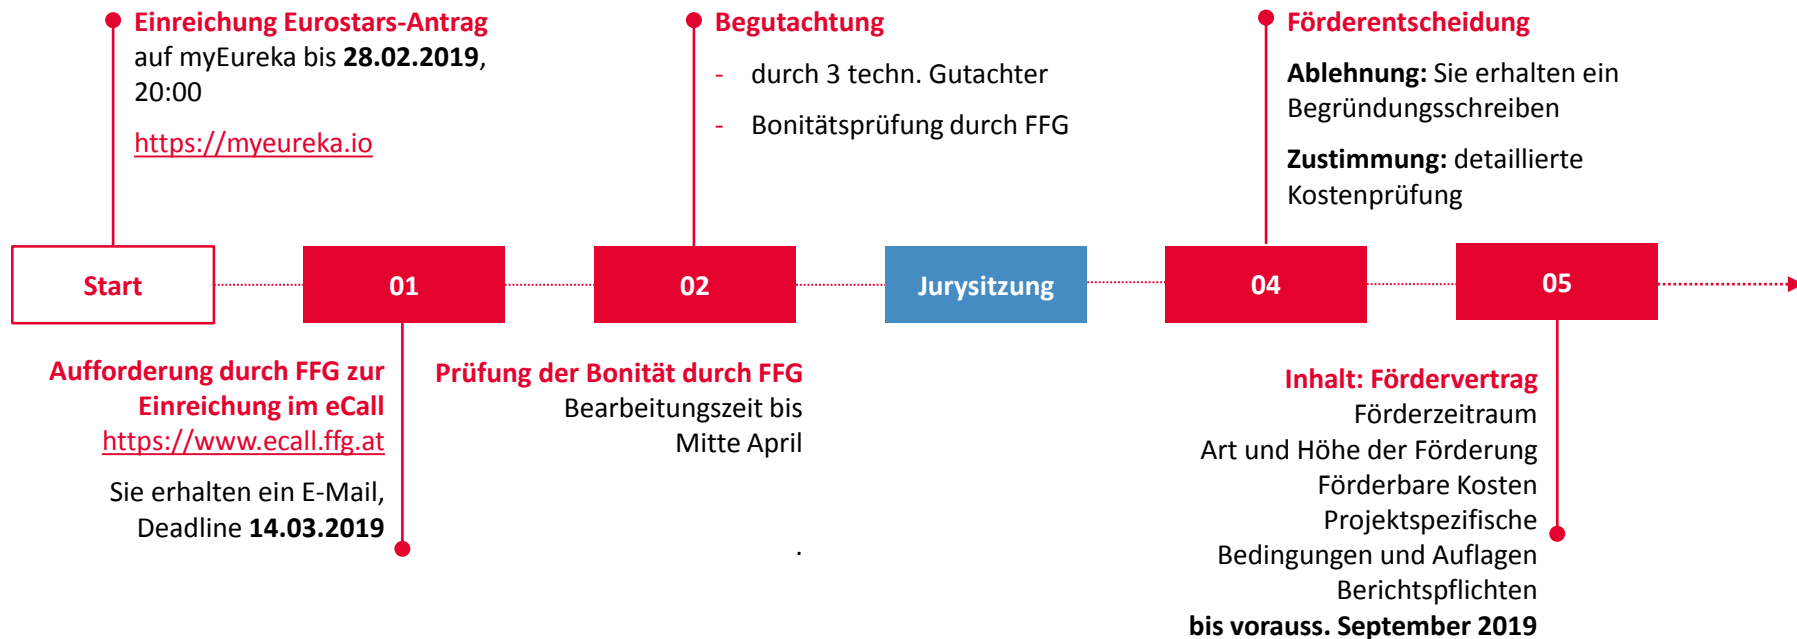 Einreichung Eurostars-Antrag
auf myEureka bis 28.02.2019,
20:00
https://myeureka.io
Begutachtung
- durch 3 techn. Gutachter
- Bonitätsprüfung durch FFG
Förderentscheidung
Ablehnung: Sie erhalten ein
Begründungsschreiben
Zustimmung: detaillierte
Kostenprüfung
Start
01
02
Jurysitzung
04
05
Aufforderung durch FFG zur
Einreichung im eCall
https://www.ecall.ffg.at
Sie erhalten ein E-Mail,
Deadline 14.03.2019
Prüfung der Bonität durch FFG
Bearbeitungszeit bis
Mitte April
.
Inhalt: Fördervertrag
Förderzeitraum
Art und Höhe der Förderung
Förderbare Kosten
Projektspezifische
Bedingungen und Auflagen
Berichtspflichten
bis vorauss. September 2019